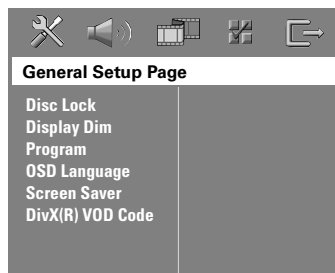 General Setup Page
Disc Lock
Display Dim
Program
OSD Language
Screen Saver
DivX(R) VOD Code